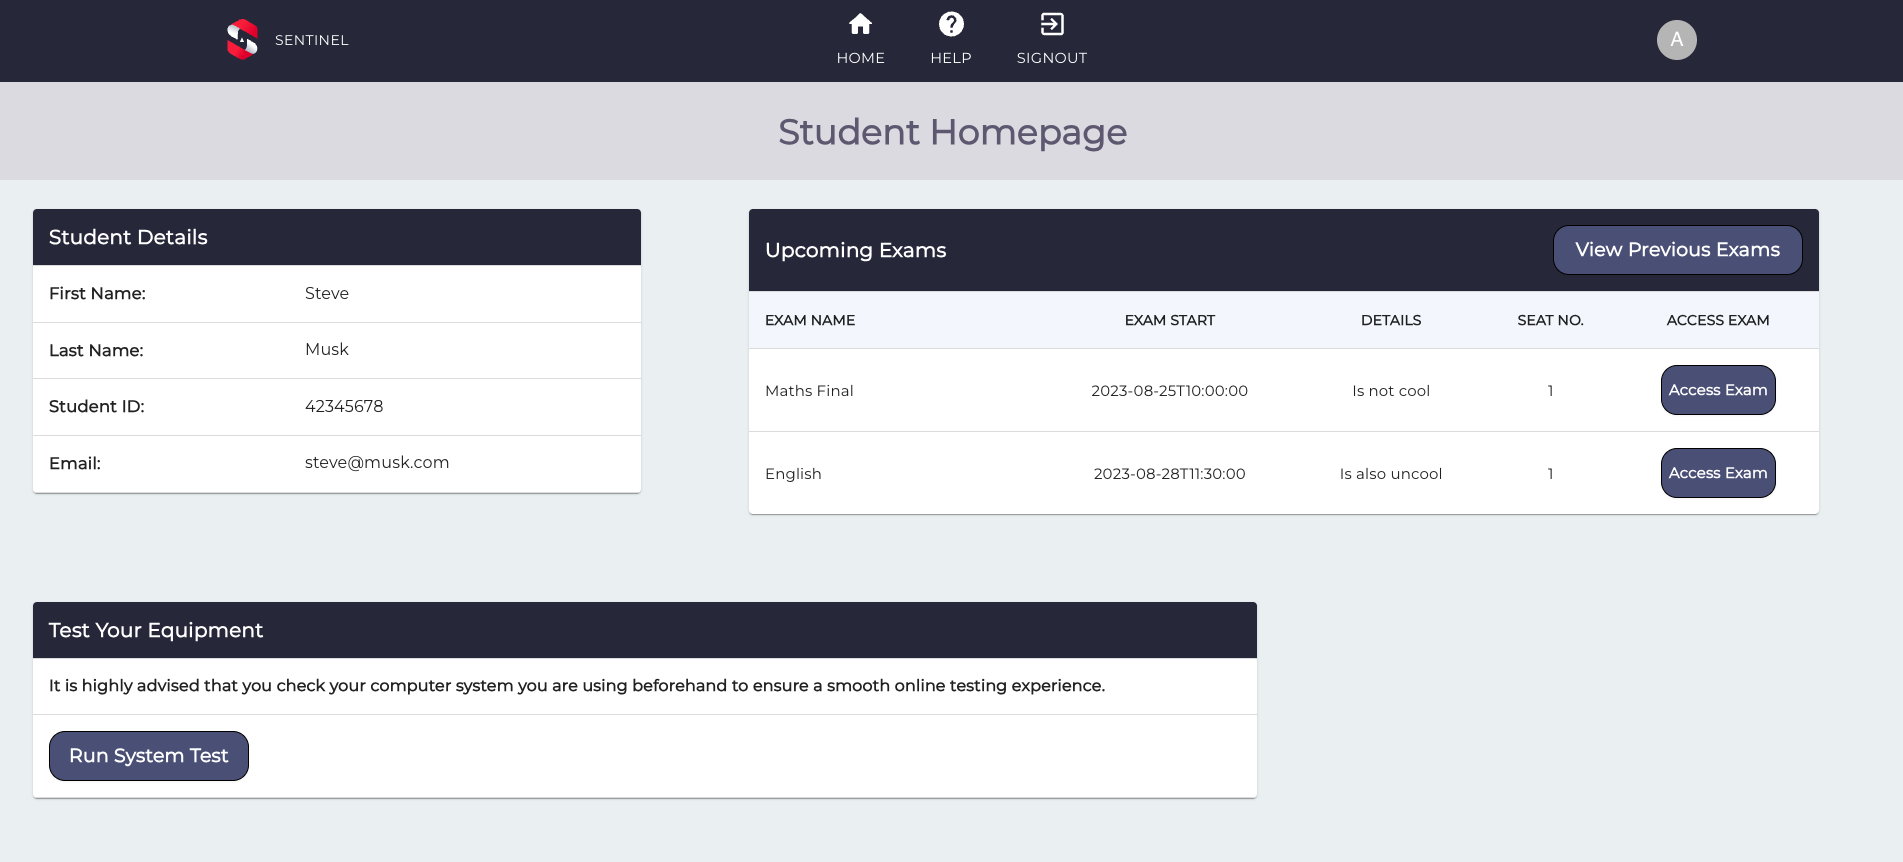 SENTINEL
HOME
HELP
SIGNOUT
A
Student Homepage
Student Details
First Name: Steve
Last Name: Musk
Student ID: 42345678
Email: steve@musk.com
Upcoming Exams
View Previous Exams
EXAM NAME EXAM START DETAILS SEAT NO. ACCESS EXAM
Maths Final 2023-08-25T10:00:00 Is not cool 1 Access Exam
English 2023-08-28T11:30:00 Is also uncool 1 Access Exam
Test Your Equipment
It is highly advised that you check your computer system you are using beforehand to ensure a smooth online testing experience.
Run System Test